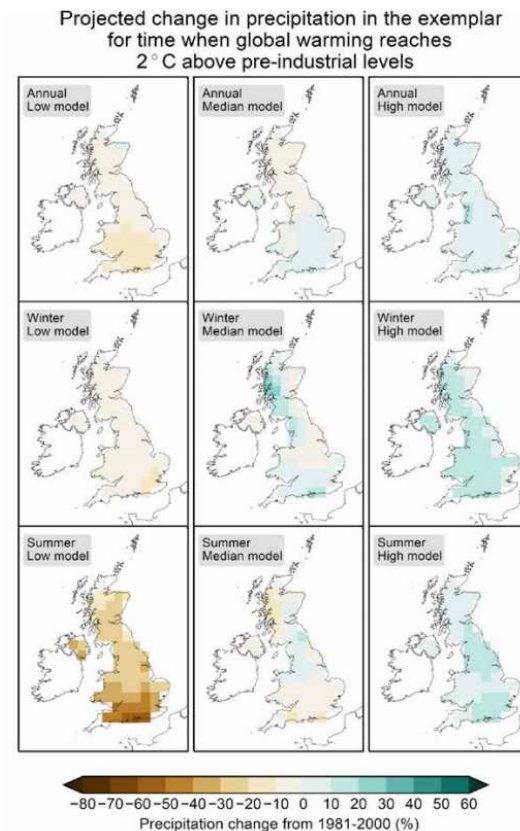 Projected change in precipitation in the exemplar
for time when global warming reaches
2°C above pre-industrial levels
Annual
Low model
Annual
Median model
Annual
High model
Winter
Low model
Winter
Median model
Winter
High model
Summer
Low model
Summer
Median model
Summer
High model
−80 −70 −60 −50 −40 −30 −20 −10 0 10 20 30 40 50 60
Precipitation change from 1981-2000 (%)